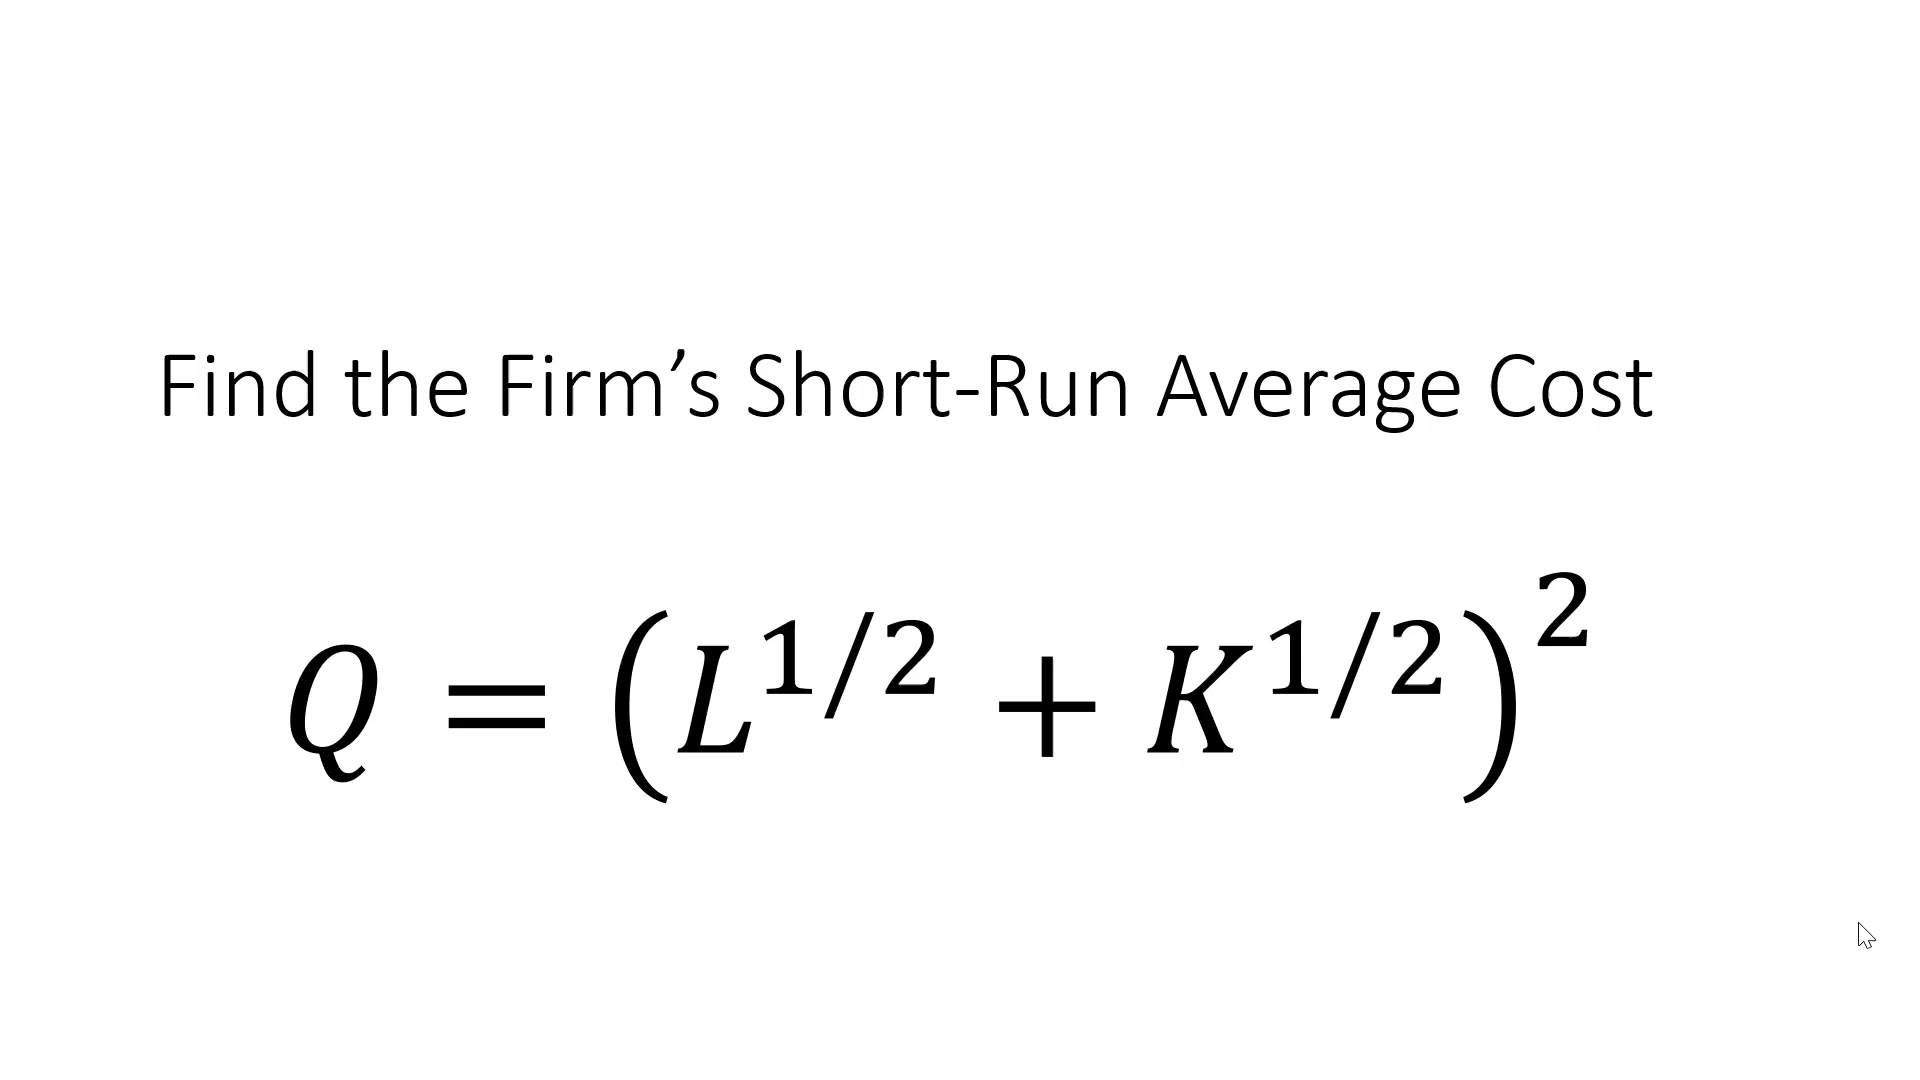 Find the Firm’s Short-Run Average Cost
𝑄 = (𝐿^{1/2} + 𝐾^{1/2})^2